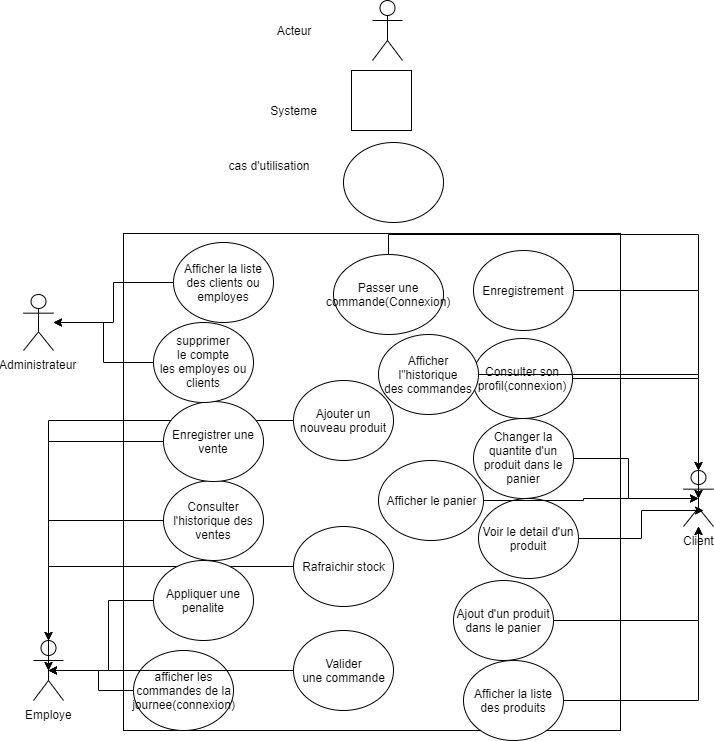 Acteur
Systeme
cas d'utilisation
Afficher la liste
des clients ou
employes
Passer une
commande(Connexion)
Enregistrement
Administrateur
supprimer
le compte
les employes ou
clients
Afficher
l"historique
des commandes
Consulter son
profil(connexion)
Ajouter un
nouveau produit
Enregistrer une
vente
Changer la
quantite d'un
produit dans le
panier
Afficher le panier
Consulter
l'historique des
ventes
Voir le detail d'un
produit
Client
Rafraichir stock
Appliquer une
penalite
Ajout d'un produit
dans le panier
Valider
une commande
afficher les
commandes de la
journee(connexion)
Afficher la liste
des produits
Employe